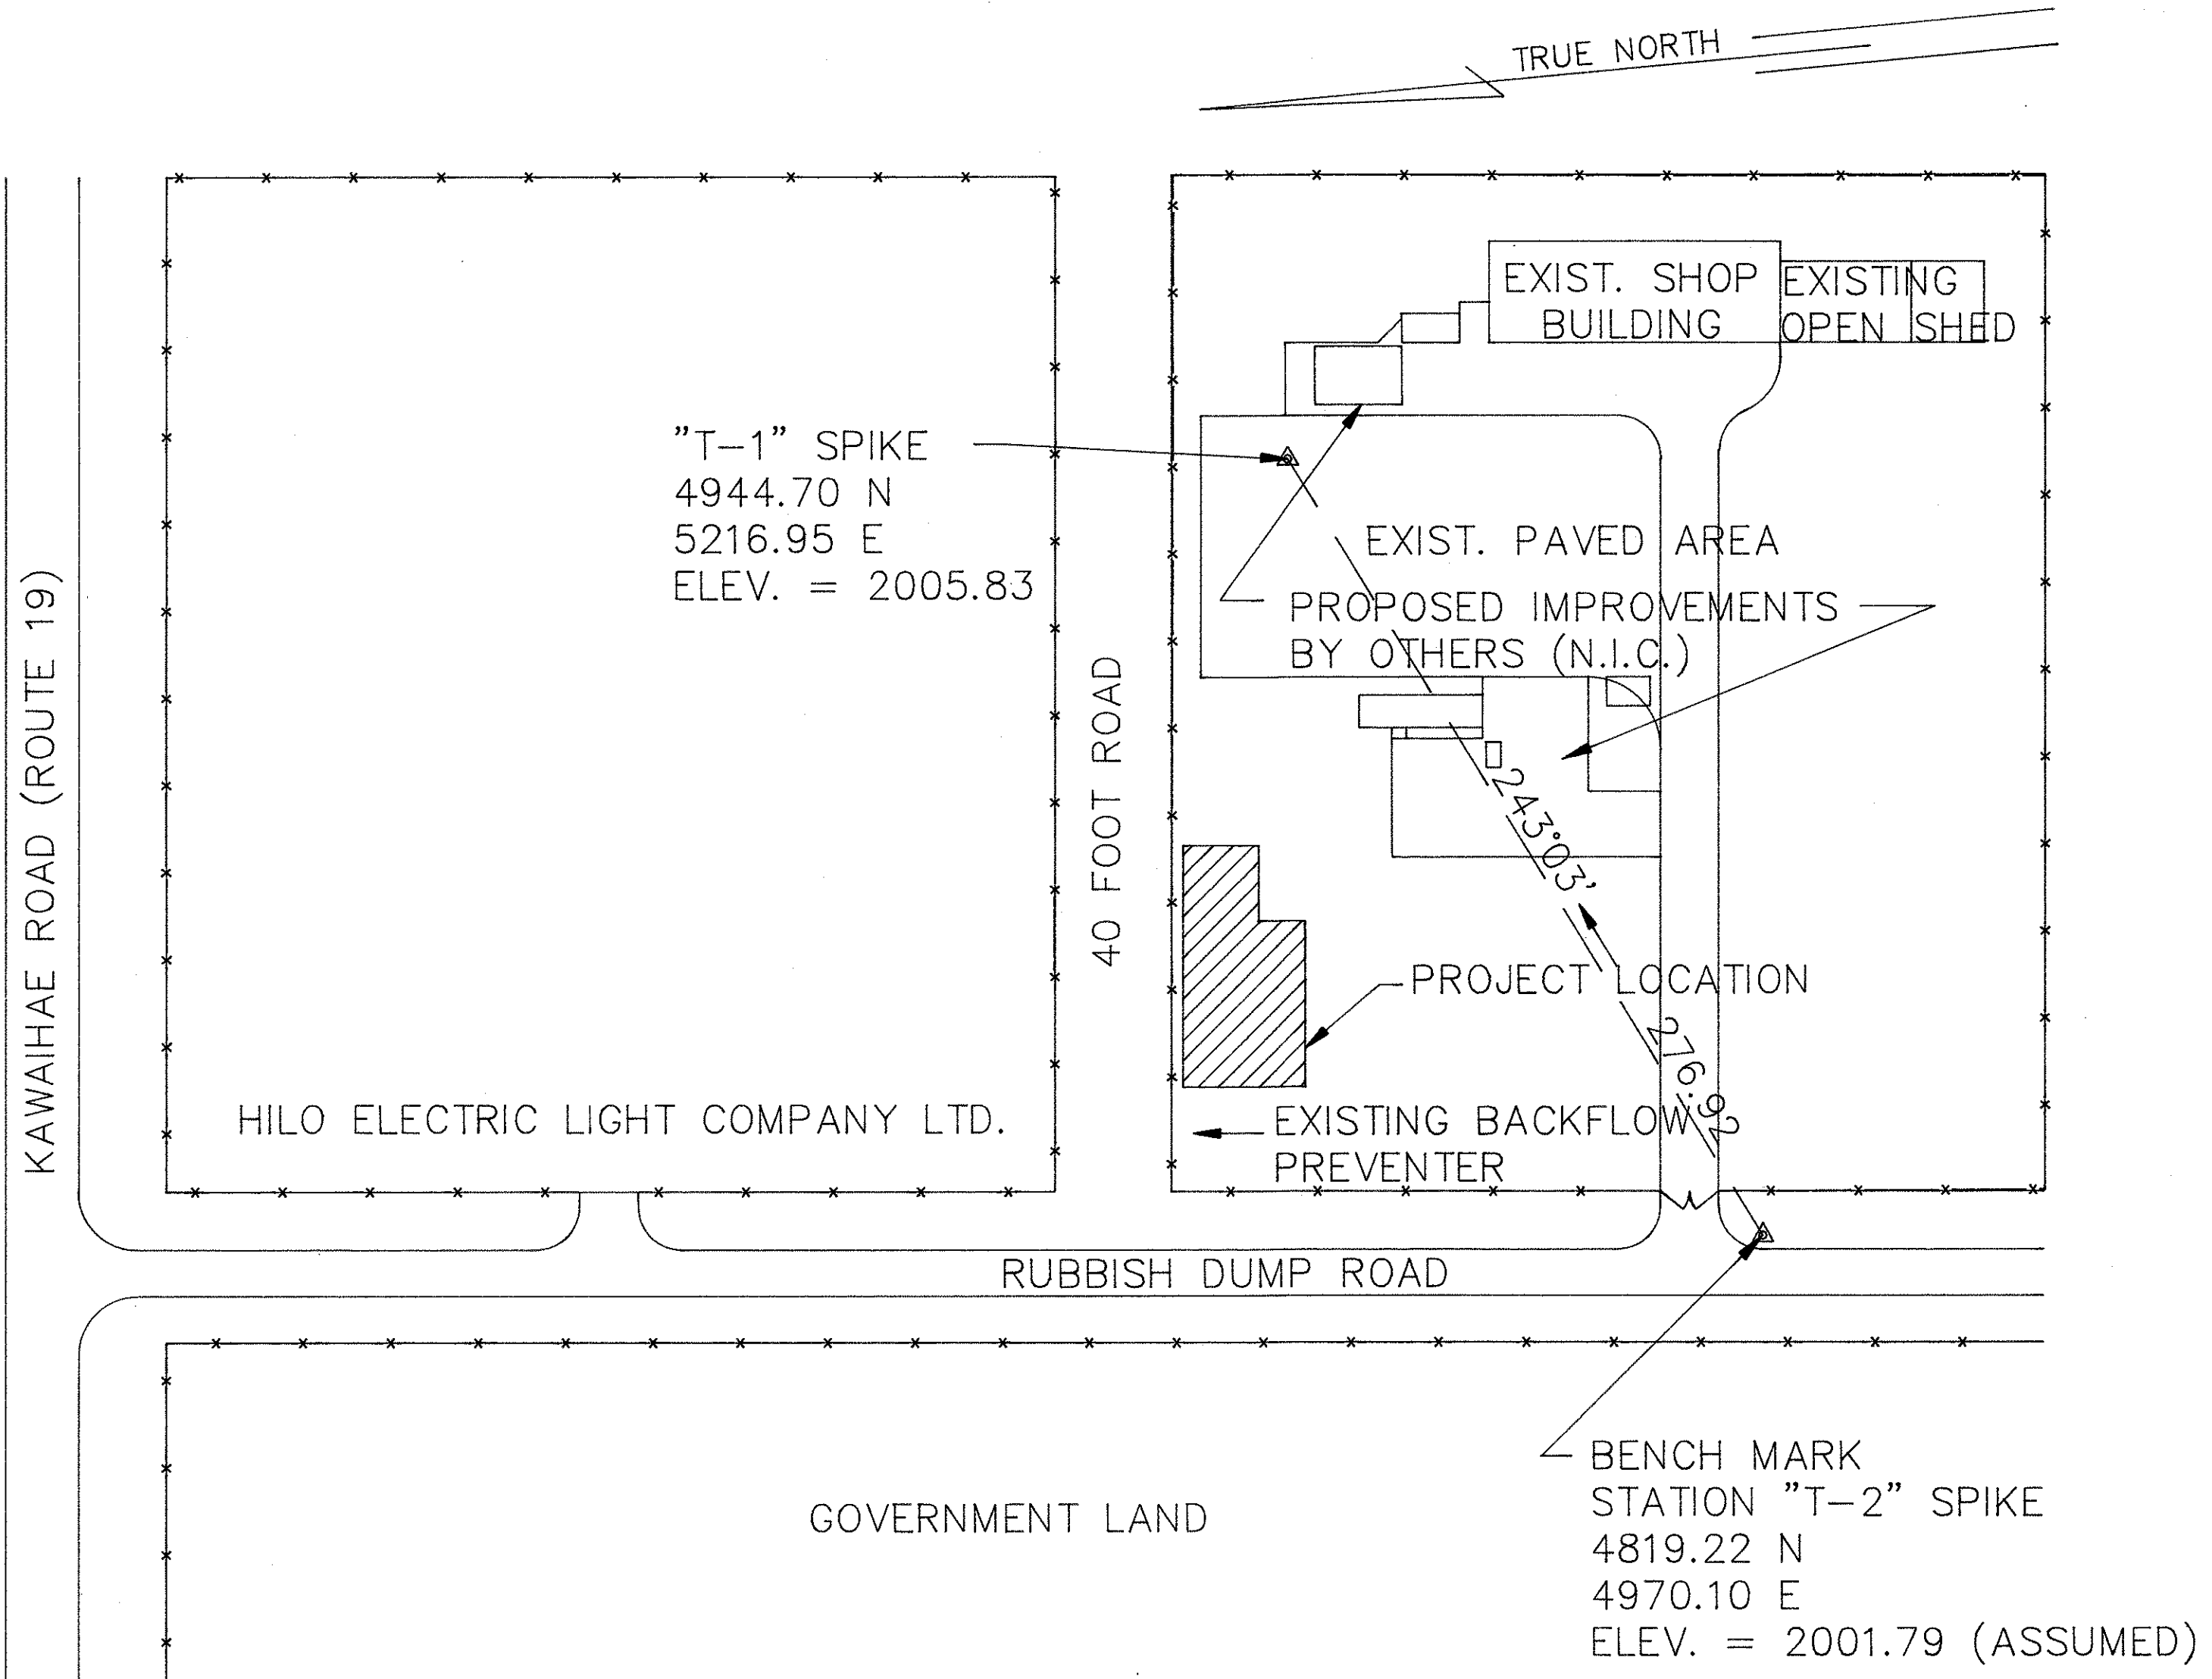 TRUE NORTH
EXIST. SHOP
BUILDING
EXISTING
OPEN SHED
"T-1" SPIKE
4944.70 N
5216.95 E
ELEV. = 2005.83
EXIST. PAVED AREA
PROPOSED IMPROVEMENTS
BY OTHERS (N.I.C.)
KAWAIHAE ROAD (ROUTE 19)
40 FOOT ROAD
243°03'
276.92
PROJECT LOCATION
HILO ELECTRIC LIGHT COMPANY LTD.
EXISTING BACKFLOW
PREVENTER
RUBBISH DUMP ROAD
GOVERNMENT LAND
BENCH MARK
STATION "T-2" SPIKE
4819.22 N
4970.10 E
ELEV. = 2001.79 (ASSUMED)